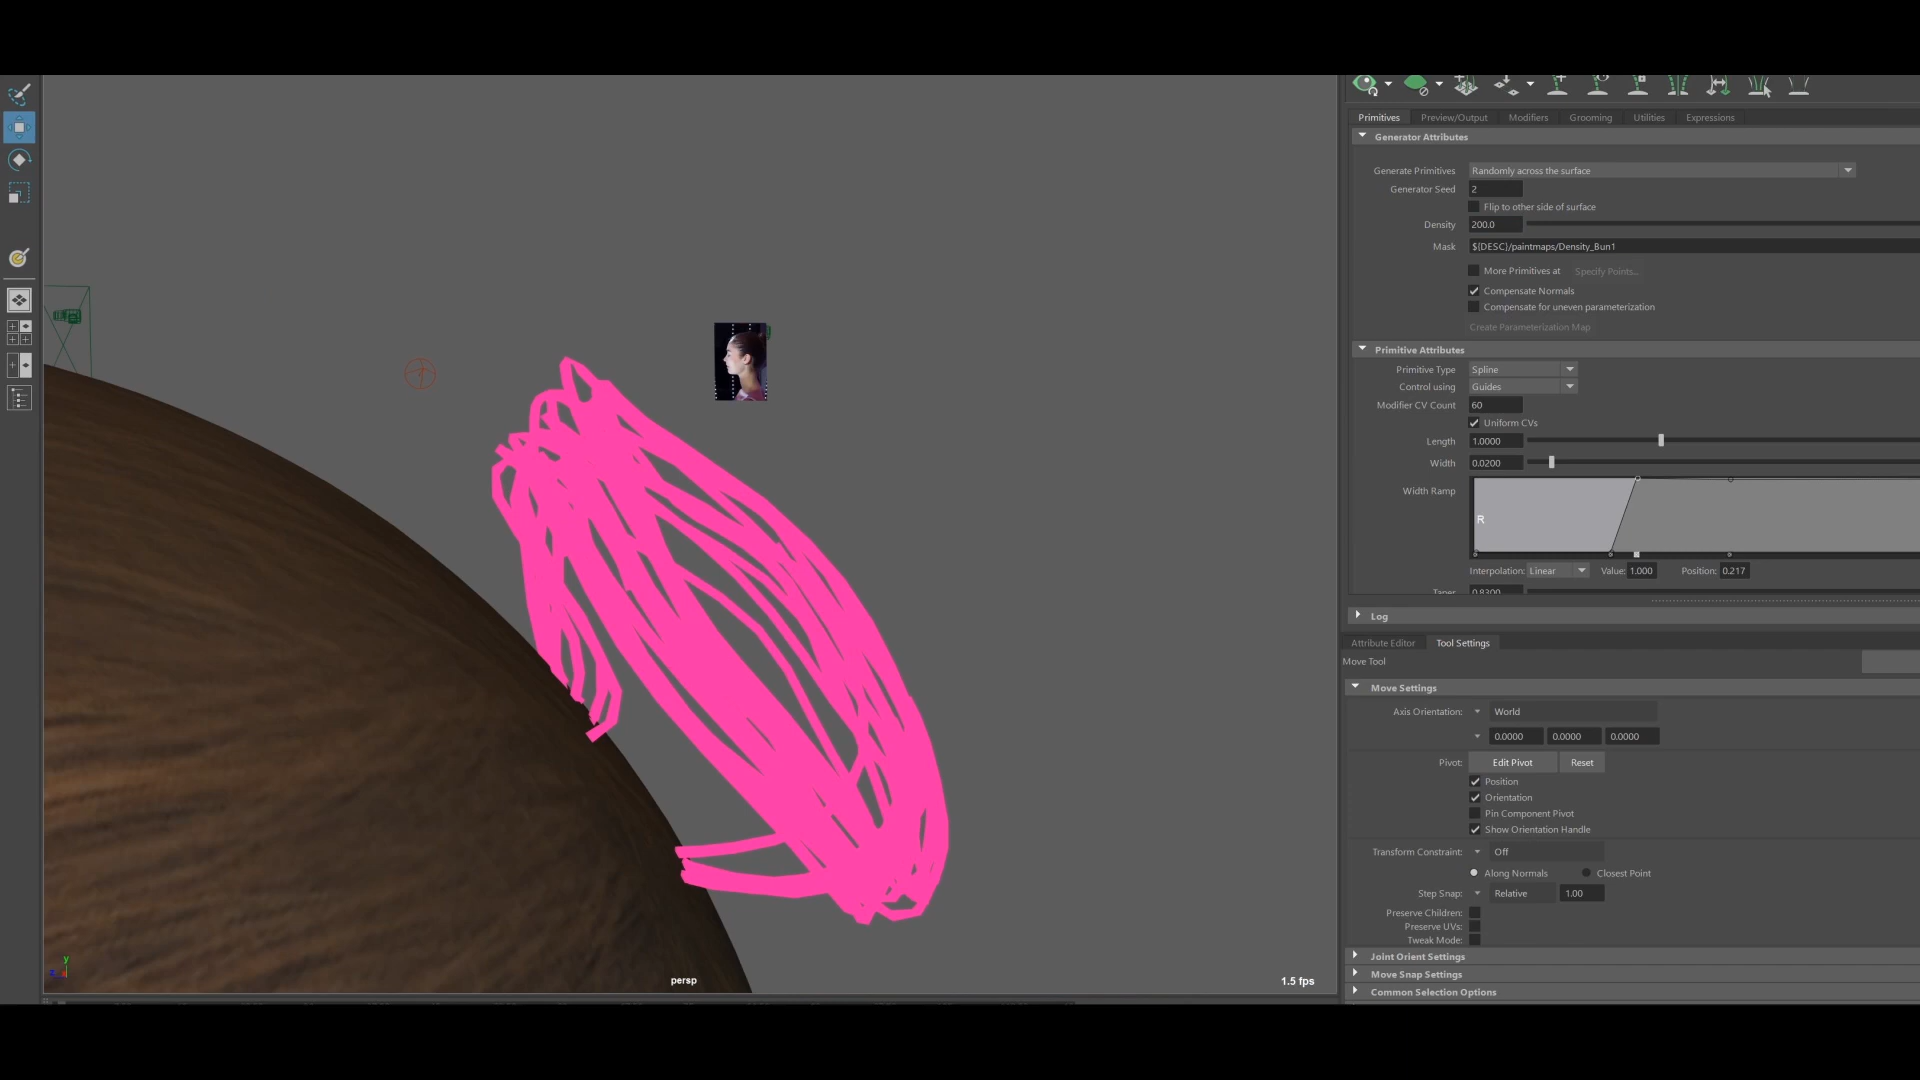 Primitives Preview/Output Modifiers Grooming Utilities Expressions
Generator Attributes
Generate Primitives Randomly across the surface
Generator Seed 2
Flip to other side of surface
Density 200.0
Mask ${DESC}/paintmaps/Density_Bun1
More Primitives at Specify Points...
Compensate Normals
Compensate for uneven parameterization
Create Parameterization Map
Primitive Attributes
Primitive Type Spline
Control using Guides
Modifier CV Count 60
Uniform CVs
Length 1.0000
Width 0.0200
Width Ramp
R
Interpolation: Linear Value: 1.000 Position: 0.217
Taper 0.8300
Log
Attribute Editor Tool Settings
Move Tool
Move Settings
Axis Orientation: World
0.0000 0.0000 0.0000
Pivot: Edit Pivot Reset
Position
Orientation
Pin Component Pivot
Show Orientation Handle
Transform Constraint: Off
Along Normals Closest Point
Step Snap: Relative 1.00
Preserve Children:
Preserve UVs:
Tweak Mode:
Joint Orient Settings
Move Snap Settings
Common Selection Options
y
z
persp
1.5 fps